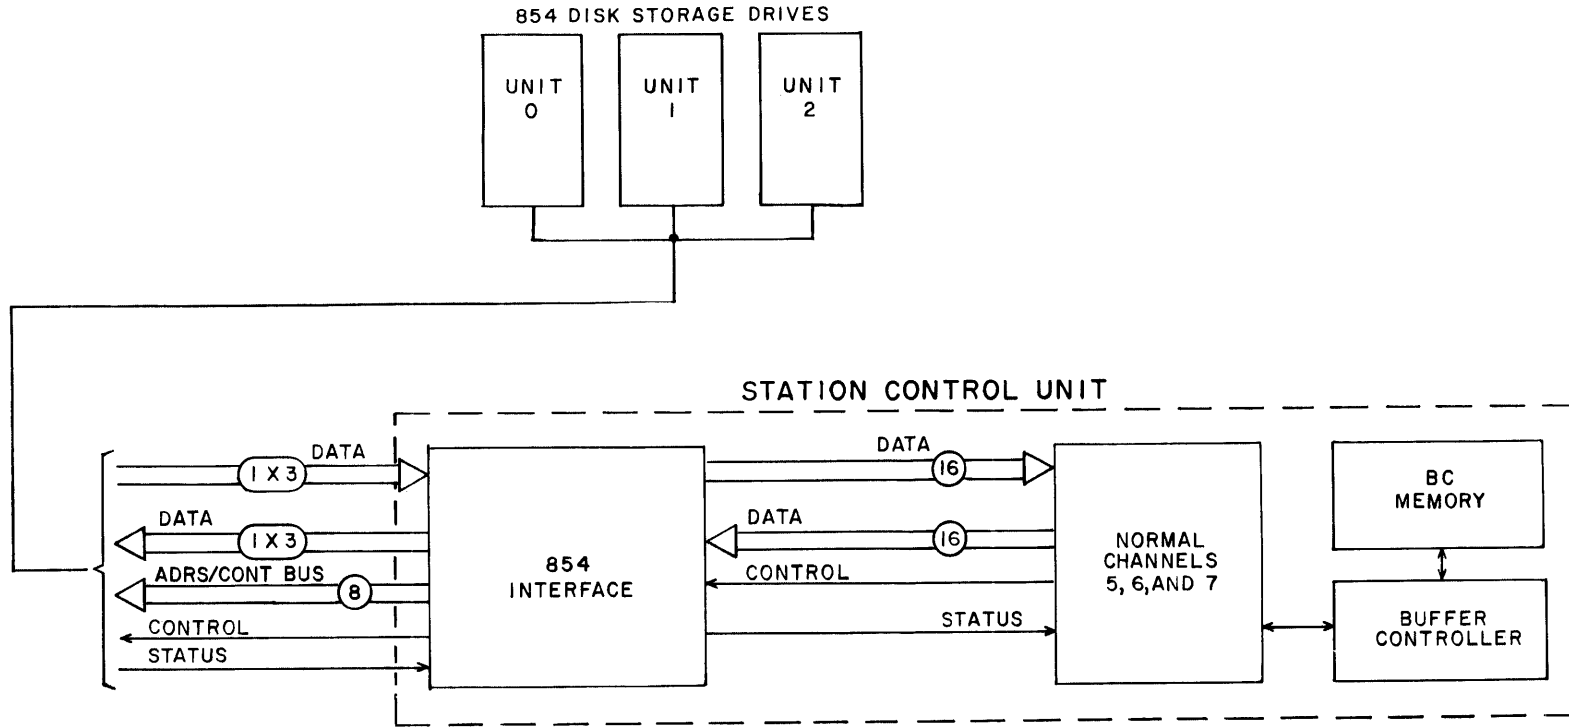 854 DISK STORAGE DRIVES
UNIT
0
UNIT
1
UNIT
2
STATION CONTROL UNIT
DATA
1 X 3
DATA
1 X 3
ADRS/CONT BUS
8
CONTROL
STATUS
854
INTERFACE
DATA
16
DATA
16
CONTROL
STATUS
NORMAL
CHANNELS
5, 6, AND 7
BC
MEMORY
BUFFER
CONTROLLER